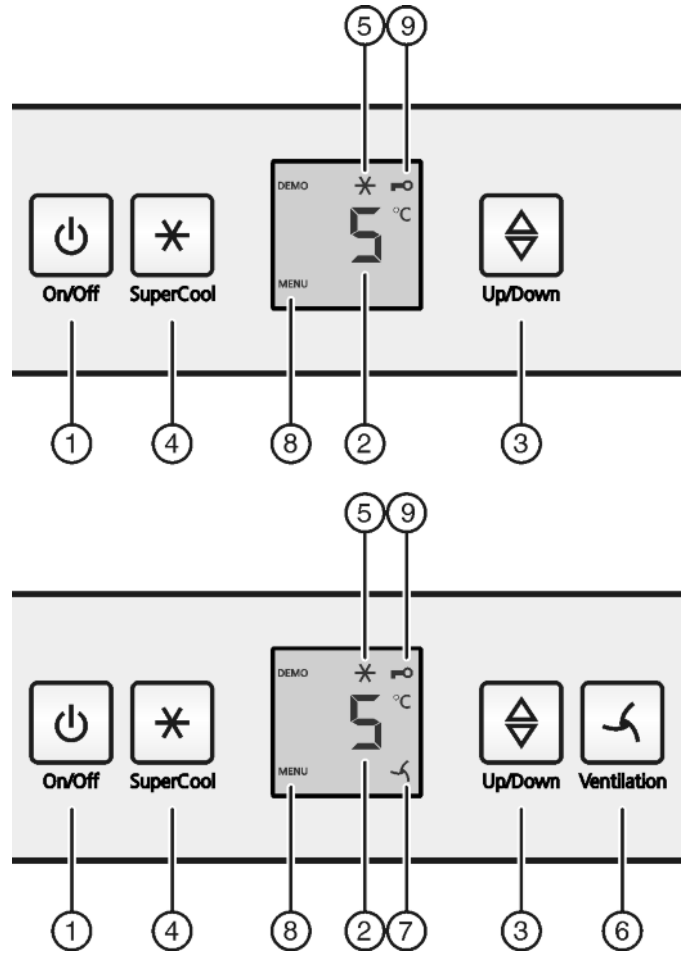 5 9
DEMO
5 °C
MENU
On/Off SuperCool Up/Down
1 4 8 2 3
5 9
DEMO
5 °C
MENU
On/Off SuperCool Up/Down Ventilation
1 4 8 2 7 3 6